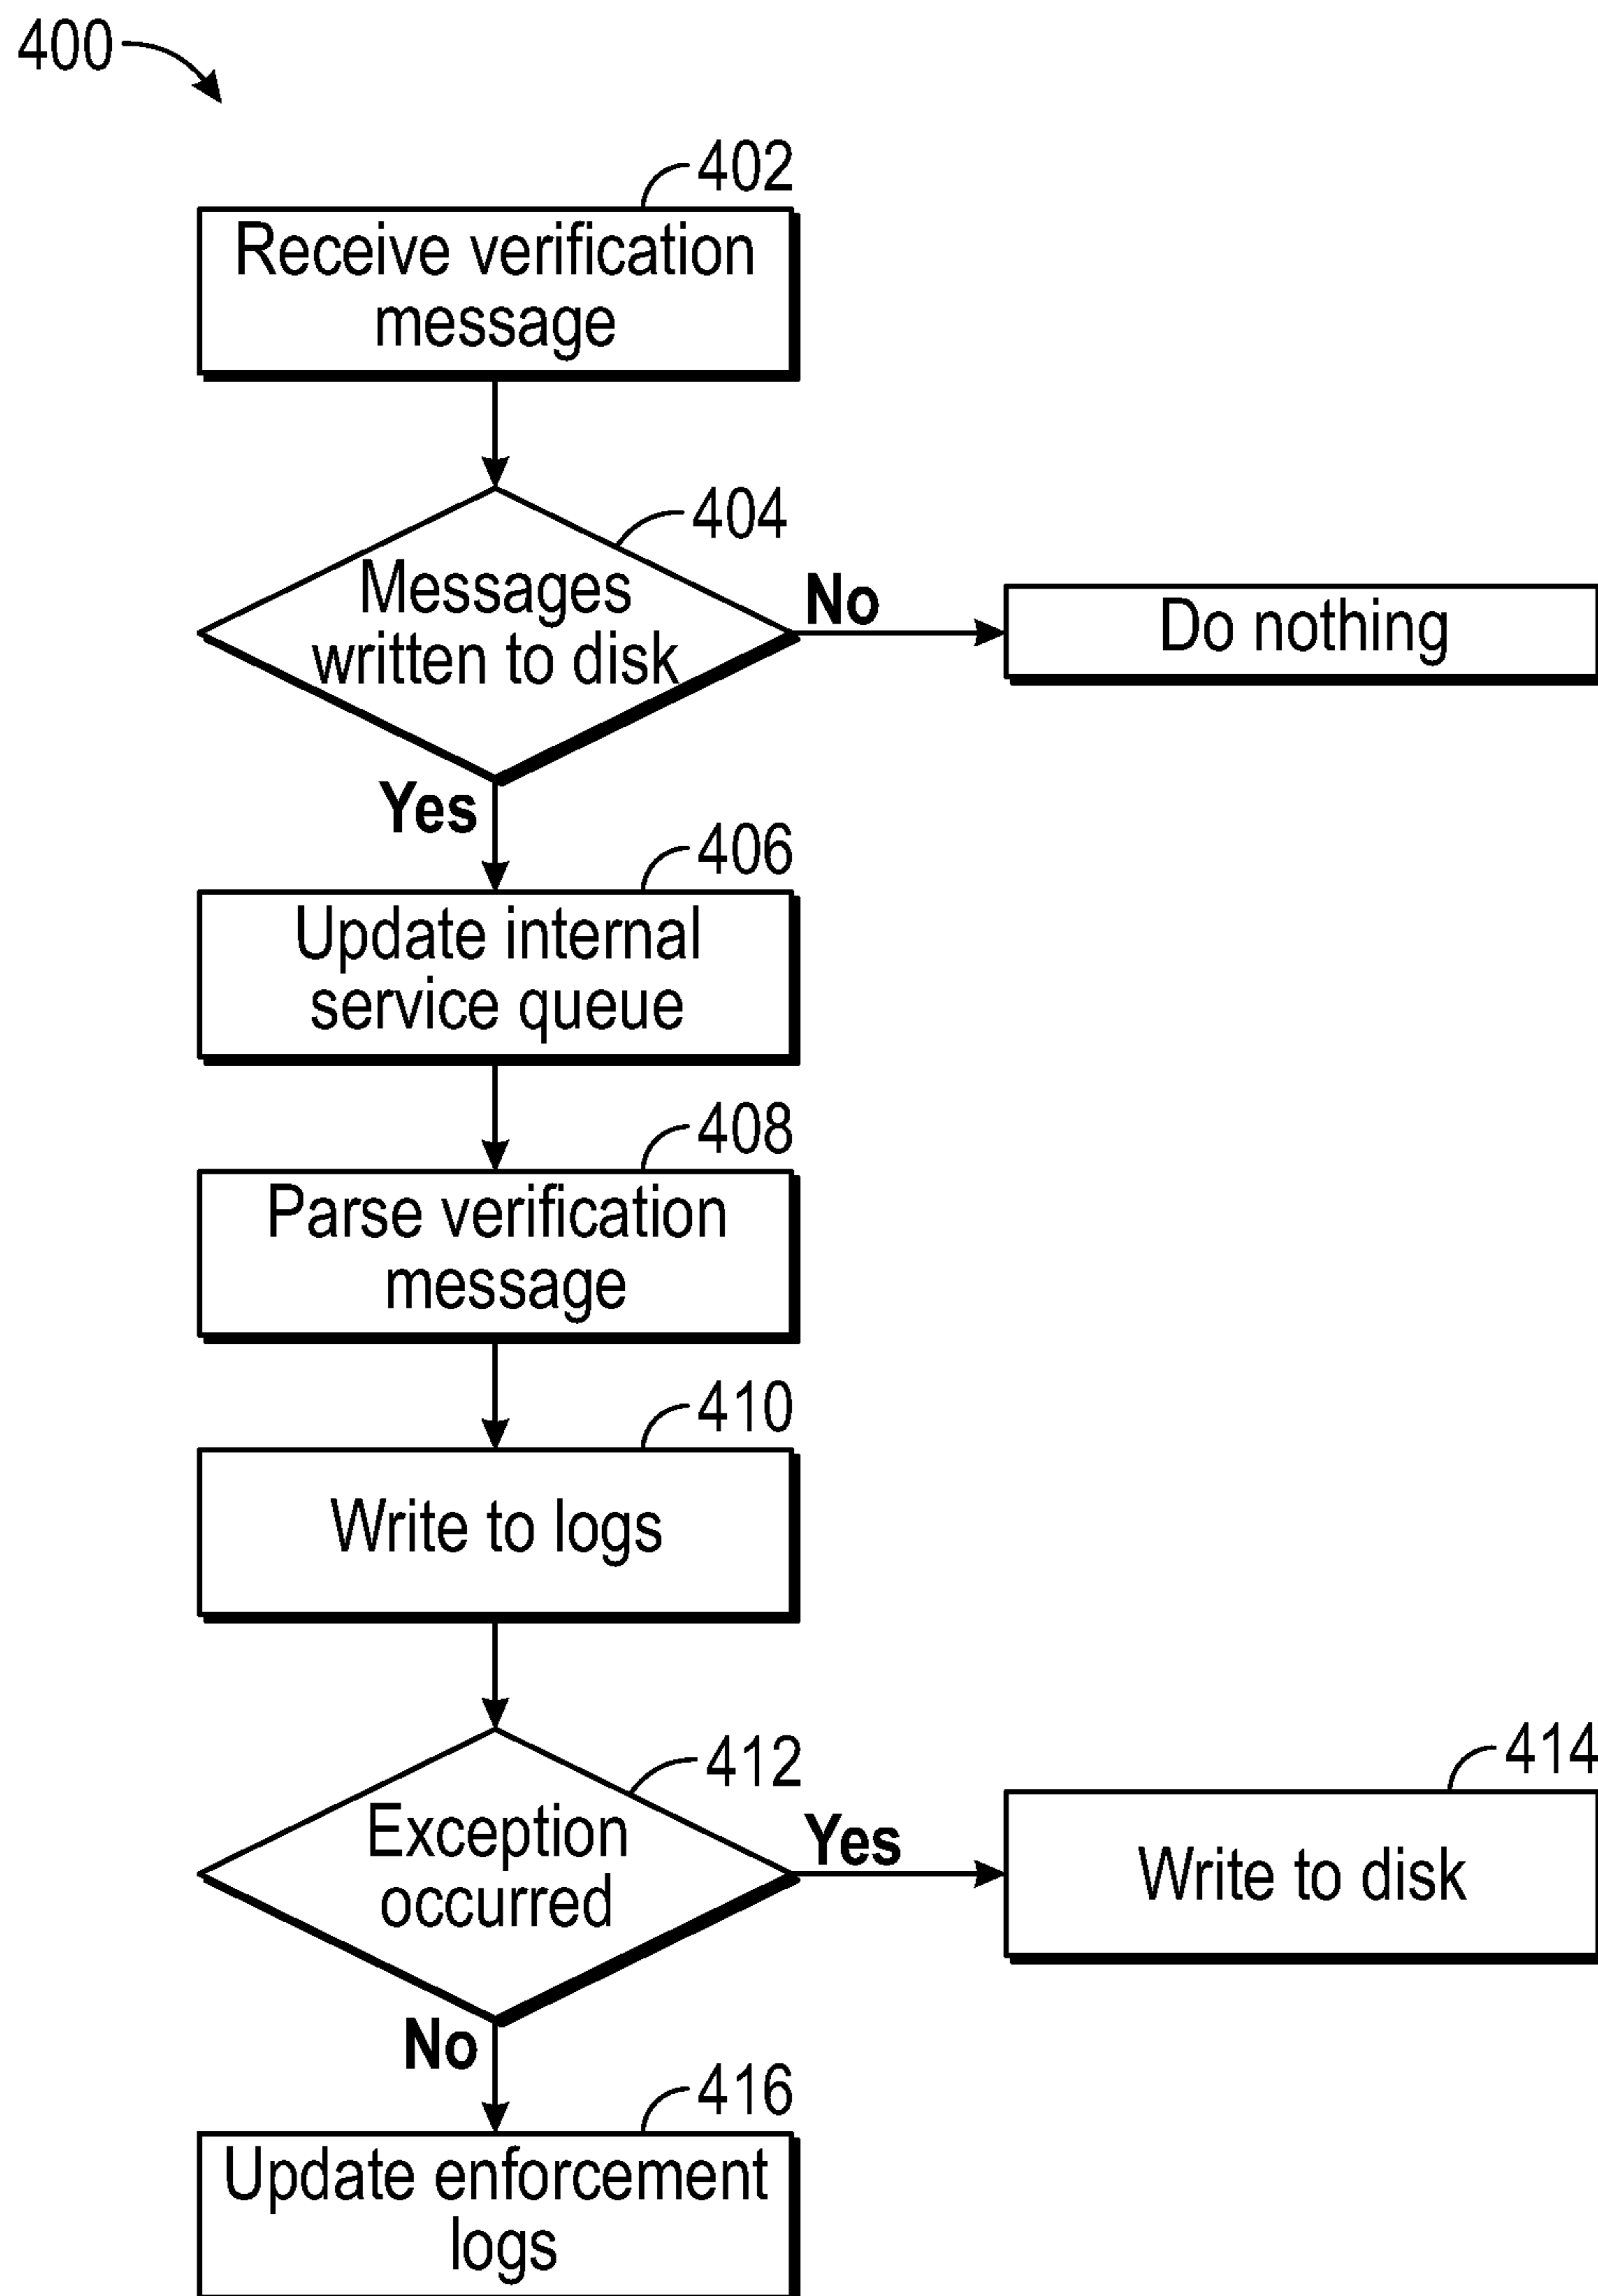 400
402
Receive verification
message
404
Messages
written to disk
No
Do nothing
Yes
406
Update internal
service queue
408
Parse verification
message
410
Write to logs
412
Exception
occurred
Yes
414
Write to disk
No
416
Update enforcement
logs